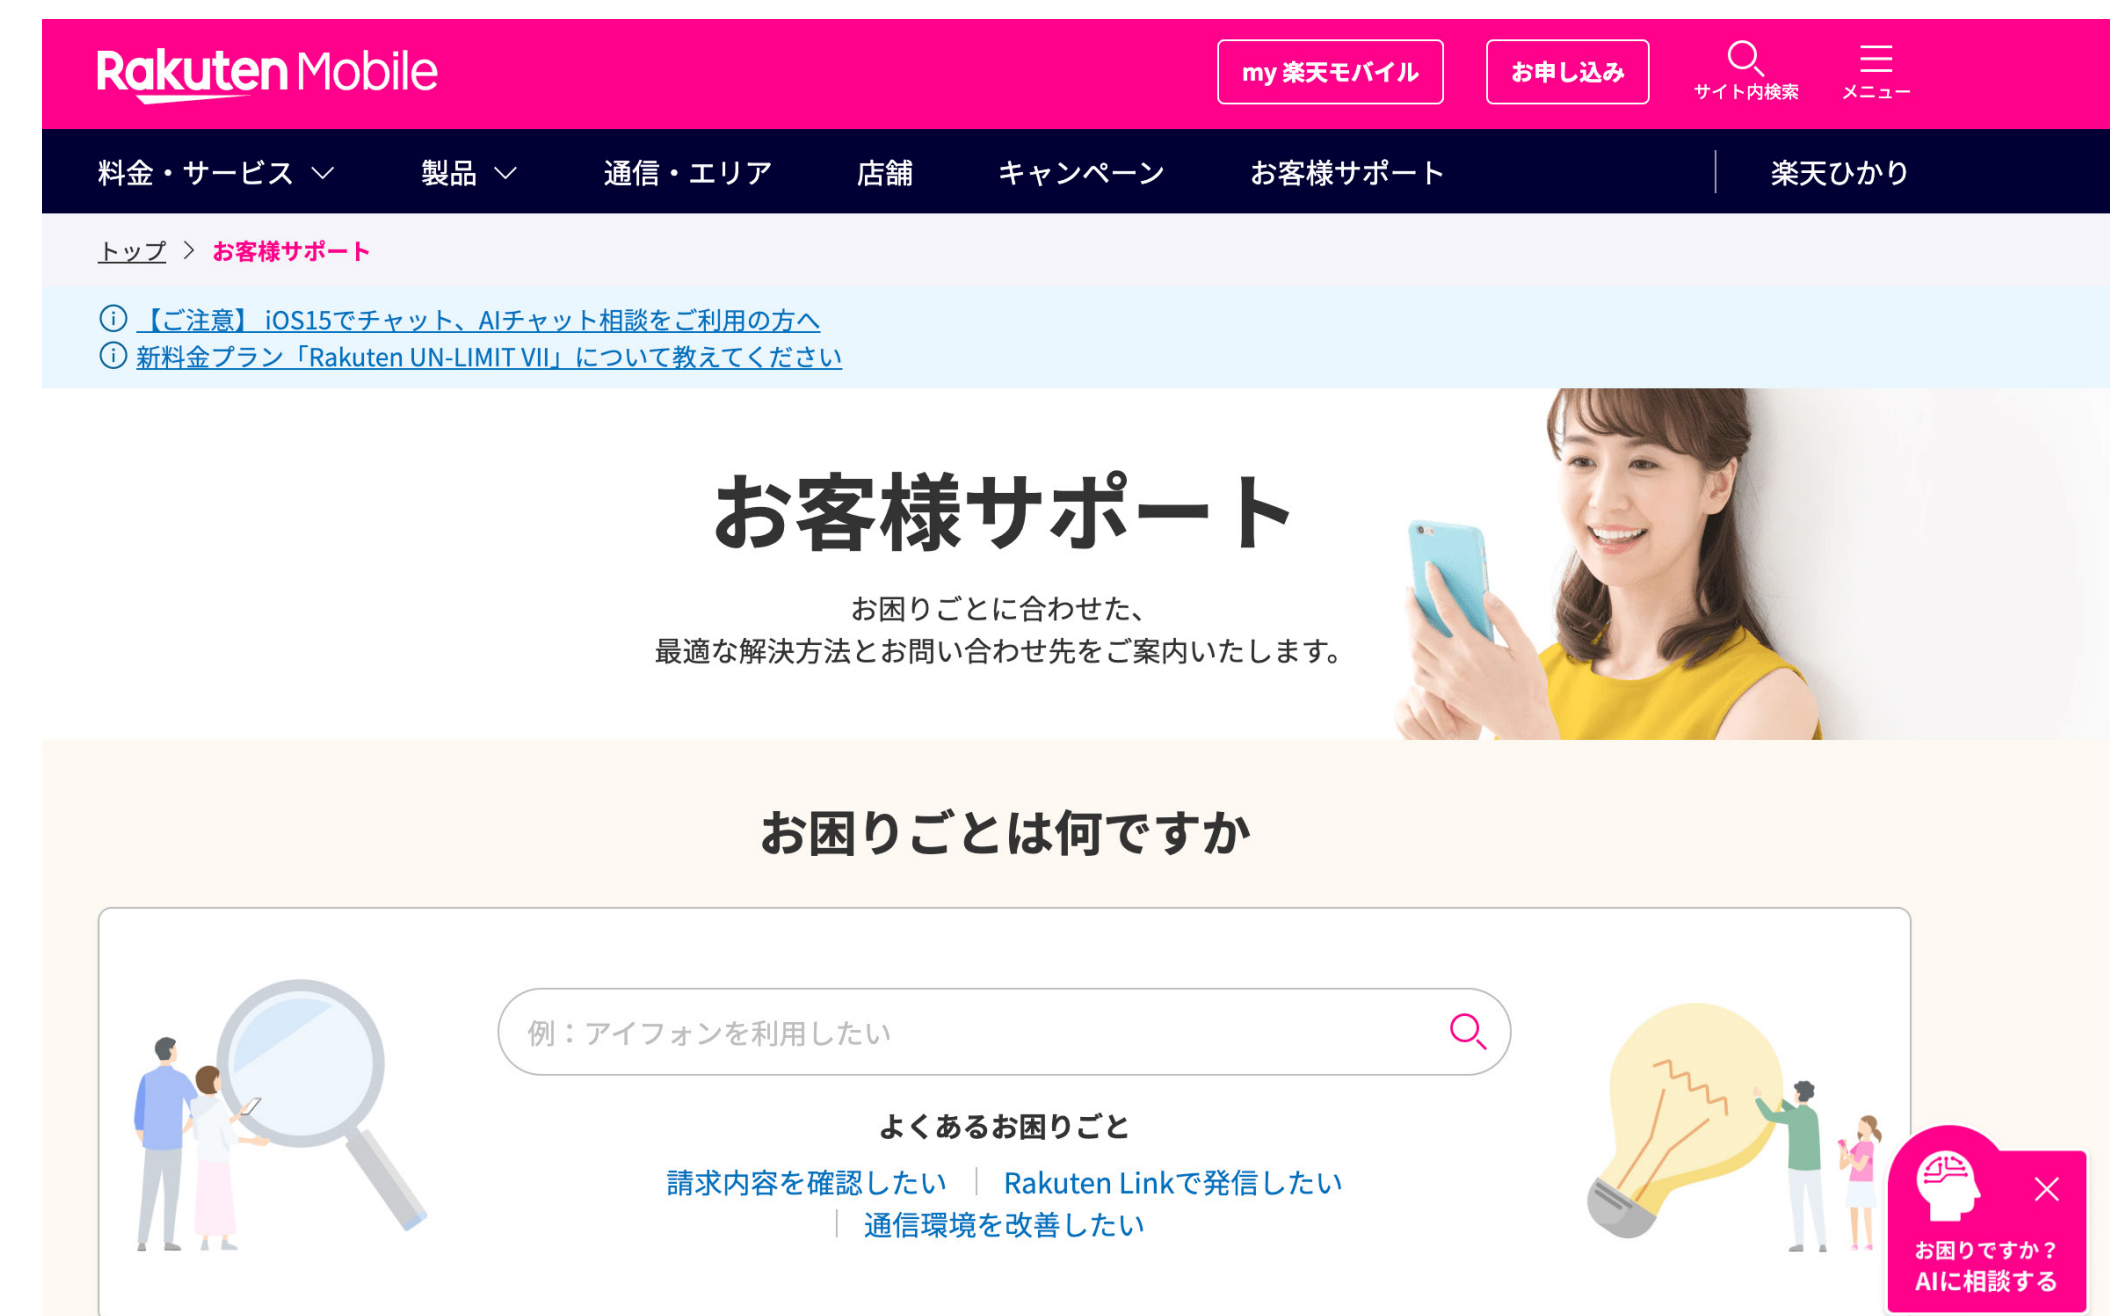 Rakuten Mobile
my 楽天モバイル
お申し込み
サイト内検索
メニュー
料金・サービス
製品
通信・エリア
店舗
キャンペーン
お客様サポート
楽天ひかり
トップ > お客様サポート
【ご注意】 iOS15でチャット、AIチャット相談をご利用の方へ
新料金プラン「Rakuten UN-LIMIT VII」について教えてください
お客様サポート
お困りごとに合わせた、
最適な解決方法とお問い合わせ先をご案内いたします。
お困りごとは何ですか
例：アイフォンを利用したい
よくあるお困りごと
請求内容を確認したい | Rakuten Linkで発信したい
| 通信環境を改善したい
お困りですか？
AIに相談する